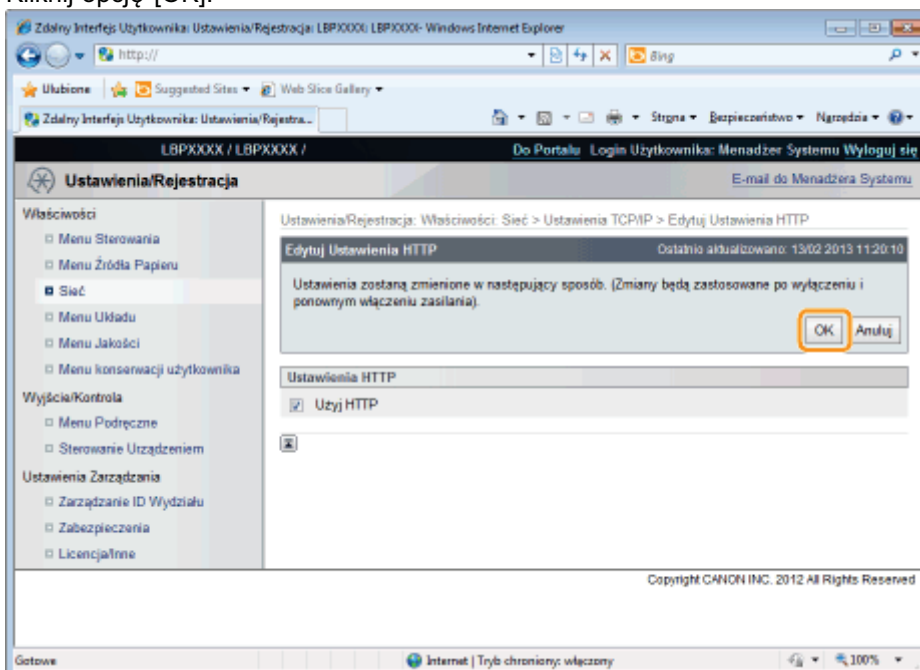 Kliknij opcję [OK].
Zdalny Interfejs Użytkownika: Ustawienia/Rejestracja: LBPXXXX: LBPXXXX- Windows Internet Explorer
http://
Bing
Ulubione Suggested Sites Web Slice Gallery
Zdalny Interfejs Użytkownika: Ustawienia/Rejestra... Strona Bezpieczeństwo Narzędzia
LBPXXXX / LBPXXXX / Do Portalu Login Użytkownika: Menadżer Systemu Wyloguj się
Ustawienia/Rejestracja E-mail do Menadżera Systemu
Właściwości
Menu Sterowania
Menu Źródła Papieru
Sieć
Menu Układu
Menu Jakości
Menu konserwacji użytkownika
Wyjście/Kontrola
Menu Podręczne
Sterowanie Urządzeniem
Ustawienia Zarządzania
Zarządzanie ID Wydziału
Zabezpieczenia
Licencja/Inne
Ustawienia/Rejestracja: Właściwości: Sieć > Ustawienia TCP/IP > Edytuj Ustawienia HTTP
Edytuj Ustawienia HTTP Ostatnio aktualizowano: 13/02 2013 11:20:10
Ustawienia zostaną zmienione w następujący sposób. (Zmiany będą zastosowane po wyłączeniu i
ponownym włączeniu zasilania).
OK Anuluj
Ustawienia HTTP
Użyj HTTP
Copyright CANON INC. 2012 All Rights Reserved
Gotowe Internet | Tryb chroniony: włączony 100%